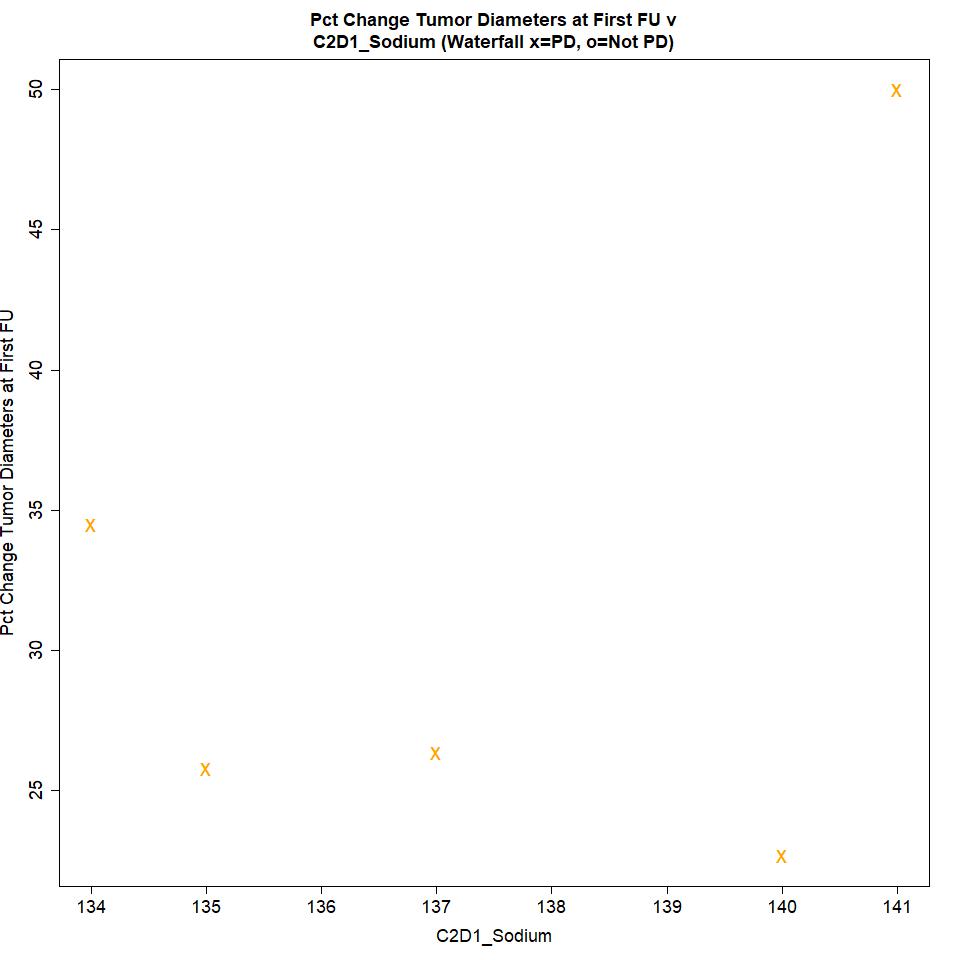 Pct Change Tumor Diameters at First FU v
C2D1_Sodium (Waterfall x=PD, o=Not PD)
Pct Change Tumor Diameters at First FU
50
45
40
35
30
25
X
X
X
X
X
134 135 136 137 138 139 140 141
C2D1_Sodium